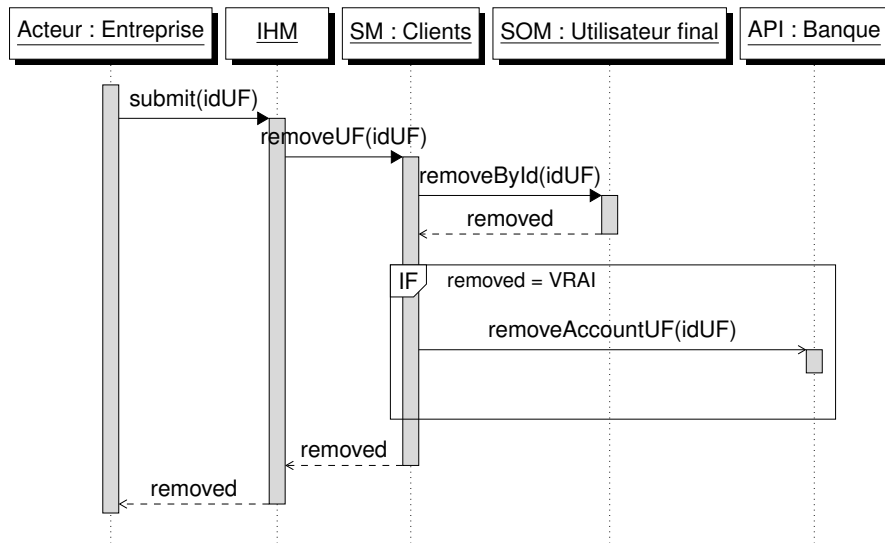 Acteur : Entreprise
IHM
SM : Clients
SOM : Utilisateur final
API : Banque
submit(idUF)
removeUF(idUF)
removeById(idUF)
removed
IF
removed = VRAI
removeAccountUF(idUF)
removed
removed